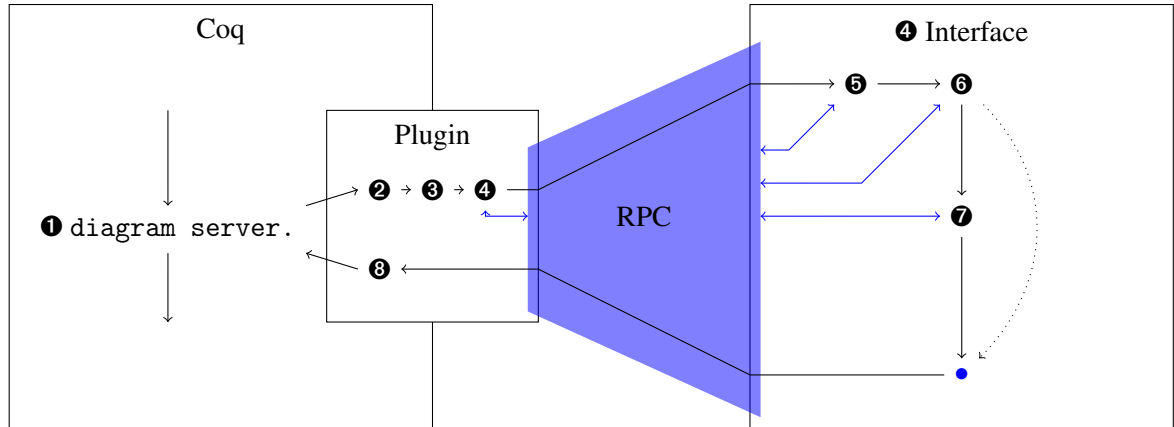 Coq
❹ Interface
❺ ❻
Plugin
❷ ❸ ❹
❶ diagram server.
RPC
❼
❽